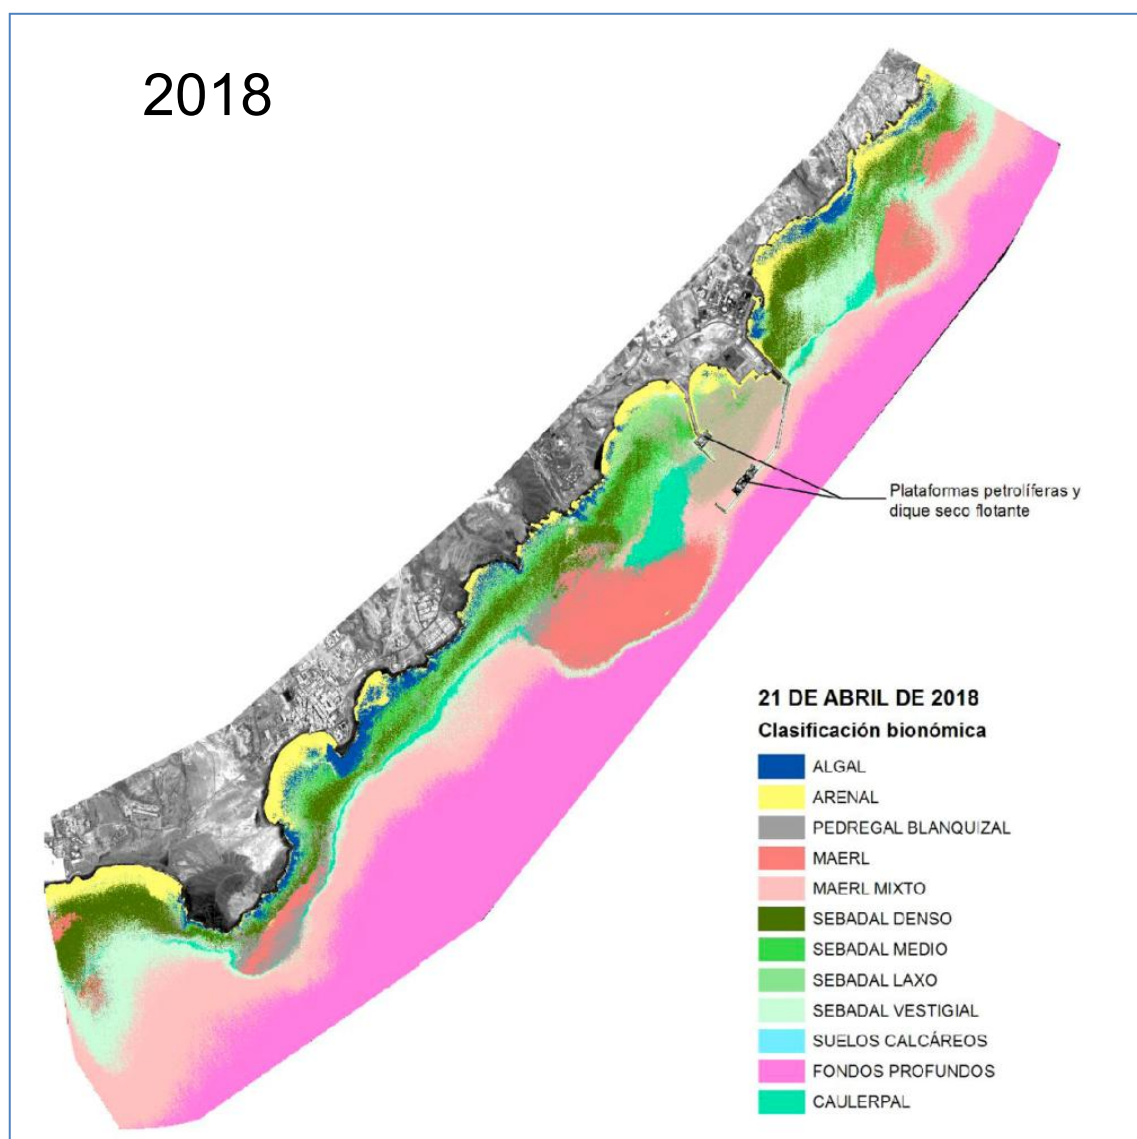 2018
Plataformas petrolíferas y
dique seco flotante
21 DE ABRIL DE 2018
Clasificación bionómica
ALGAL
ARENAL
PEDREGAL BLANQUIZAL
MAERL
MAERL MIXTO
SEBADAL DENSO
SEBADAL MEDIO
SEBADAL LAXO
SEBADAL VESTIGIAL
SUELOS CALCÁREOS
FONDOS PROFUNDOS
CAULERPAL